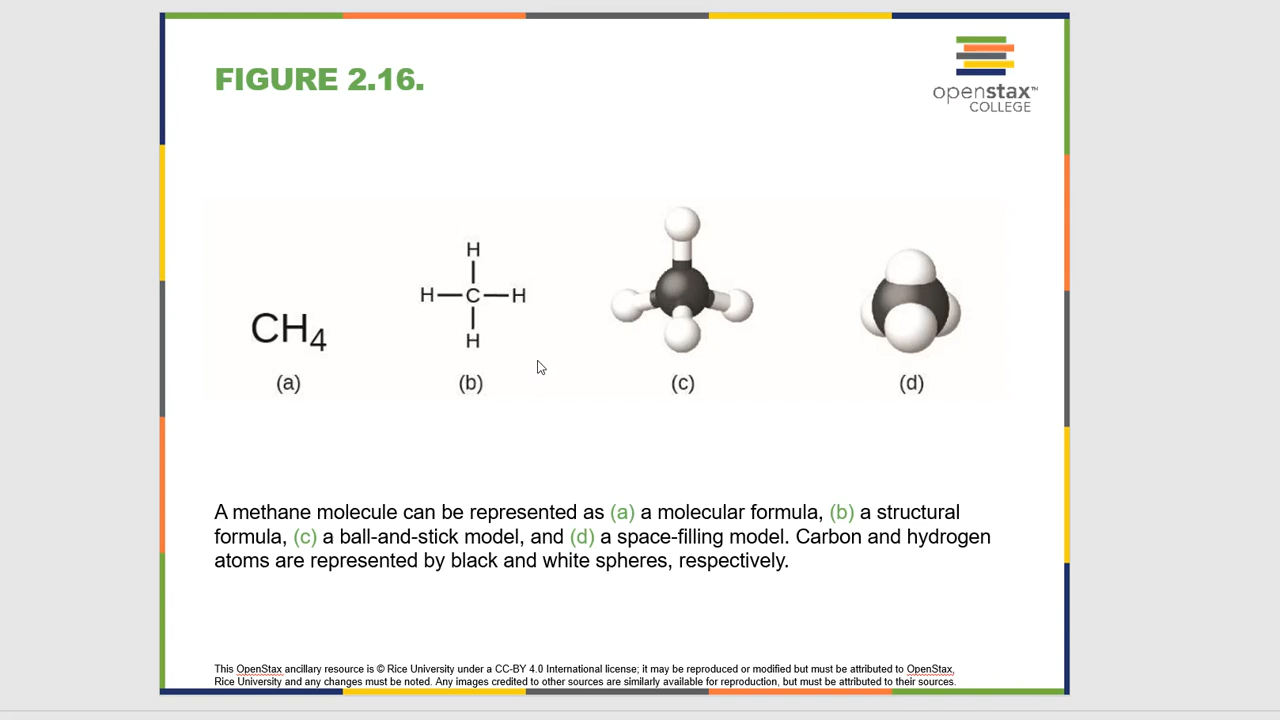 FIGURE 2.16.
openstax™
COLLEGE
H
H—C—H
H
CH₄
(a) (b) (c) (d)
A methane molecule can be represented as (a) a molecular formula, (b) a structural
formula, (c) a ball-and-stick model, and (d) a space-filling model. Carbon and hydrogen
atoms are represented by black and white spheres, respectively.
This OpenStax ancillary resource is © Rice University under a CC-BY 4.0 International license; it may be reproduced or modified but must be attributed to OpenStax,
Rice University and any changes must be noted. Any images credited to other sources are similarly available for reproduction, but must be attributed to their sources.